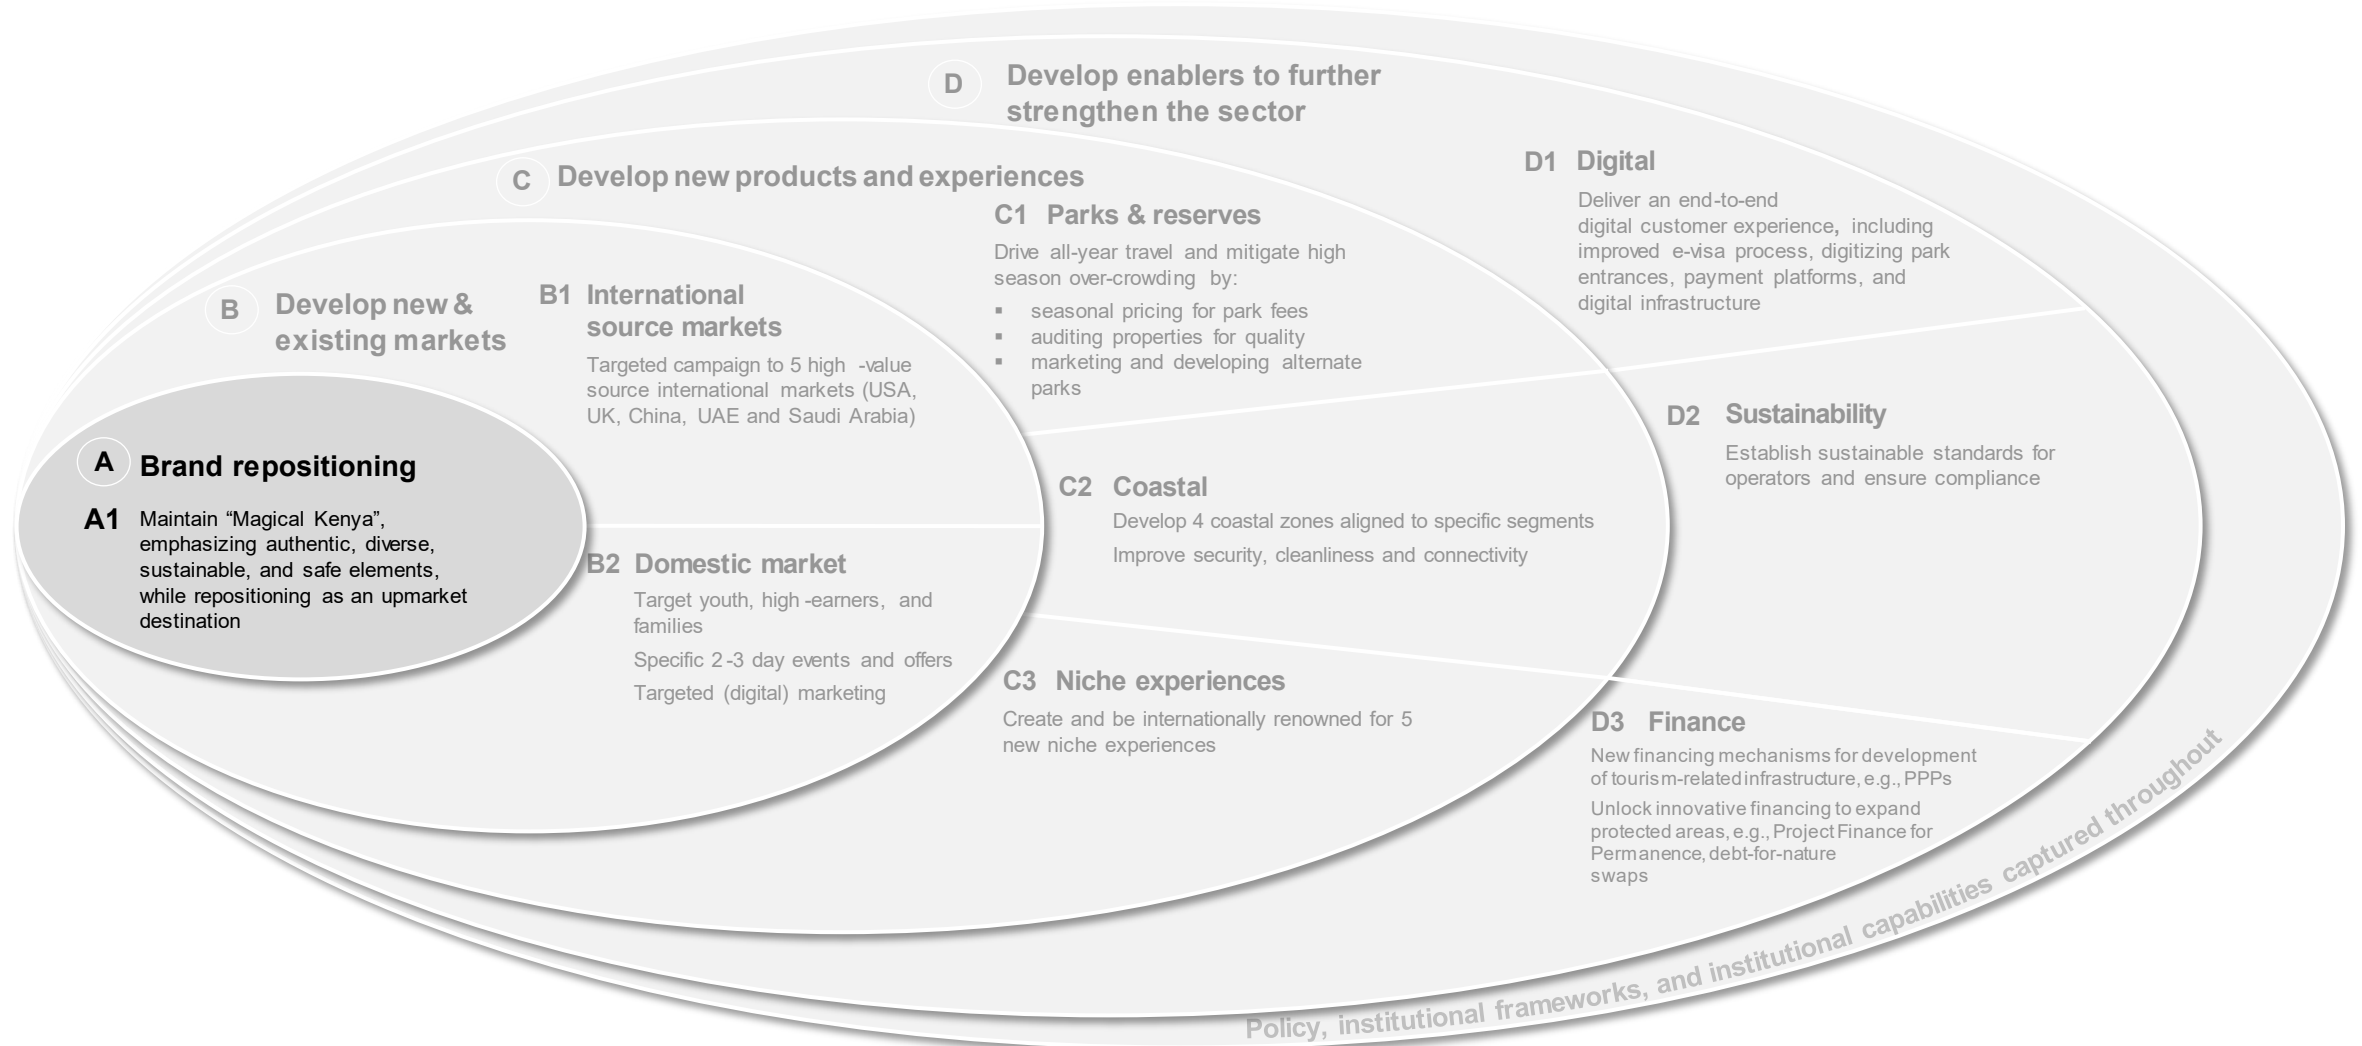 D Develop enablers to further
strengthen the sector
C Develop new products and experiences
B Develop new &
existing markets
A Brand repositioning
A1 Maintain “Magical Kenya”,
emphasizing authentic, diverse,
sustainable, and safe elements,
while repositioning as an upmarket
destination
B1 International
source markets
Targeted campaign to 5 high -value
source international markets (USA,
UK, China, UAE and Saudi Arabia)
B2 Domestic market
Target youth, high -earners, and
families
Specific 2 -3 day events and offers
Targeted (digital) marketing
C1 Parks & reserves
Drive all-year travel and mitigate high
season over-crowding by:
▪ seasonal pricing for park fees
▪ auditing properties for quality
▪ marketing and developing alternate
parks
C2 Coastal
Develop 4 coastal zones aligned to specific segments
Improve security, cleanliness and connectivity
C3 Niche experiences
Create and be internationally renowned for 5
new niche experiences
D1 Digital
Deliver an end-to-end
digital customer experience, including
improved e-visa process, digitizing park
entrances, payment platforms, and
digital infrastructure
D2 Sustainability
Establish sustainable standards for
operators and ensure compliance
D3 Finance
New financing mechanisms for development
of tourism-related infrastructure, e.g., PPPs
Unlock innovative financing to expand
protected areas, e.g., Project Finance for
Permanence, debt-for-nature
swaps
Policy, institutional frameworks, and institutional capabilities captured throughout